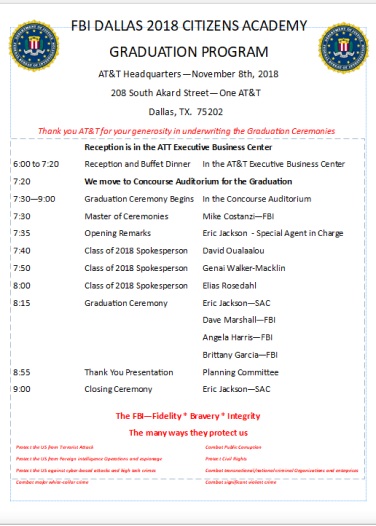 FBI DALLAS 2018 CITIZENS ACADEMY
GRADUATION PROGRAM
AT&T Headquarters—November 8th, 2018
208 South Akard Street—One AT&T
Dallas, TX. 75202
Thank you AT&T for your generosity in underwriting the Graduation Ceremonies
Reception is in the ATT Executive Business Center
6:00 to 7:20 Reception and Buffet Dinner In the AT&T Executive Business Center
7:20 We move to Concourse Auditorium for the Graduation
7:30—9:00 Graduation Ceremony Begins In the Concourse Auditorium
7:30 Master of Ceremonies Mike Costanzi—FBI
7:35 Opening Remarks Eric Jackson - Special Agent in Charge
7:40 Class of 2018 Spokesperson David Oualaalou
7:50 Class of 2018 Spokesperson Genai Walker-Macklin
8:00 Class of 2018 Spokesperson Elias Rosedahl
8:15 Graduation Ceremony Eric Jackson—SAC
Dave Marshall—FBI
Angela Harris—FBI
Brittany Garcia—FBI
8:55 Thank You Presentation Planning Committee
9:00 Closing Ceremony Eric Jackson—SAC
The FBI—Fidelity * Bravery * Integrity
The many ways they protect us
Protect the US from Terrorist Attack Combat Public Corruption
Protect the US from Foreign Intelligence Operations and espionage Protect Civil Rights
Protect the US against cyber-based attacks and high tech crimes Combat transnational/national criminal Organizations and enterprises
Combat major white-collar crime Combat significant violent crime